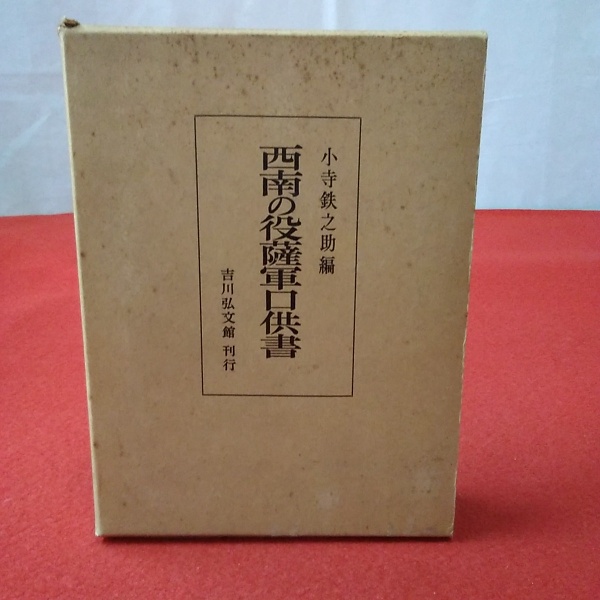 小寺鉄之助編
西南の役薩軍口供書
吉川弘文館 刊行